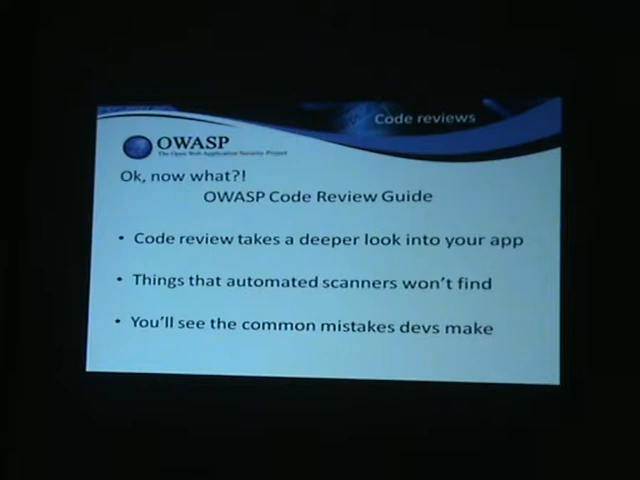 Code reviews
OWASP
The Open Web Application Security Project
Ok, now what?!
OWASP Code Review Guide
• Code review takes a deeper look into your app
• Things that automated scanners won't find
• You'll see the common mistakes devs make